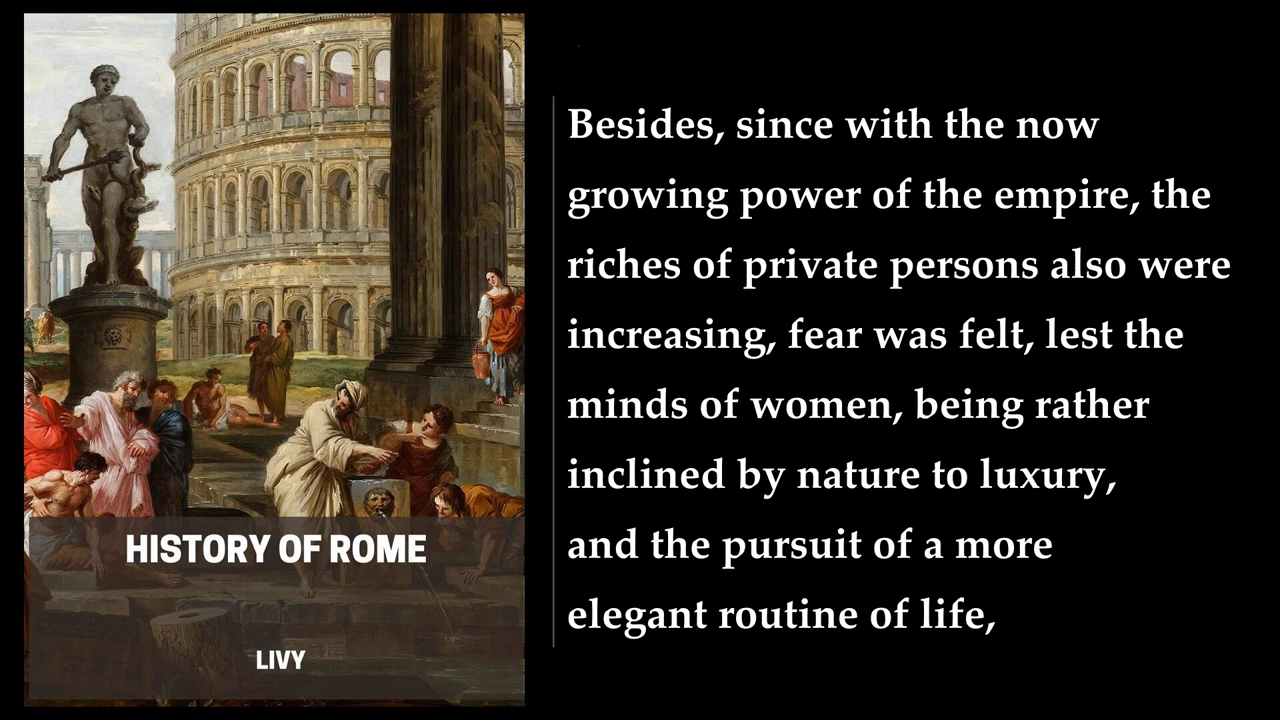 HISTORY OF ROME
LIVY
Besides, since with the now
growing power of the empire, the
riches of private persons also were
increasing, fear was felt, lest the
minds of women, being rather
inclined by nature to luxury,
and the pursuit of a more
elegant routine of life,